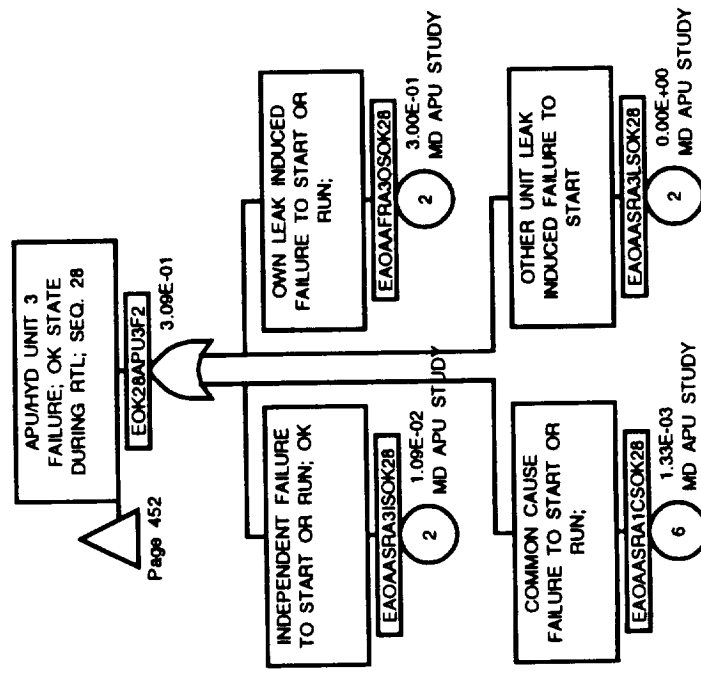 APU/HYD UNIT 3
FAILURE; OK STATE
DURING RTL; SEQ. 28
EOK28APU3F2
3.09E-01
Page 452
INDEPENDENT FAILURE
TO START OR RUN; OK
EAOAASRA3ISOK28
2
1.09E-02
MD APU STUDY
OWN LEAK INDUCED
FAILURE TO START OR
RUN;
EAOAAFRA3OSOK28
2
3.00E-01
MD APU STUDY
COMMON CAUSE
FAILURE TO START OR
RUN;
EAOAASRA1CSOK28
6
1.33E-03
MD APU STUDY
OTHER UNIT LEAK
INDUCED FAILURE TO
START
EAOAASRA3LSOK28
2
0.00E+00
MD APU STUDY